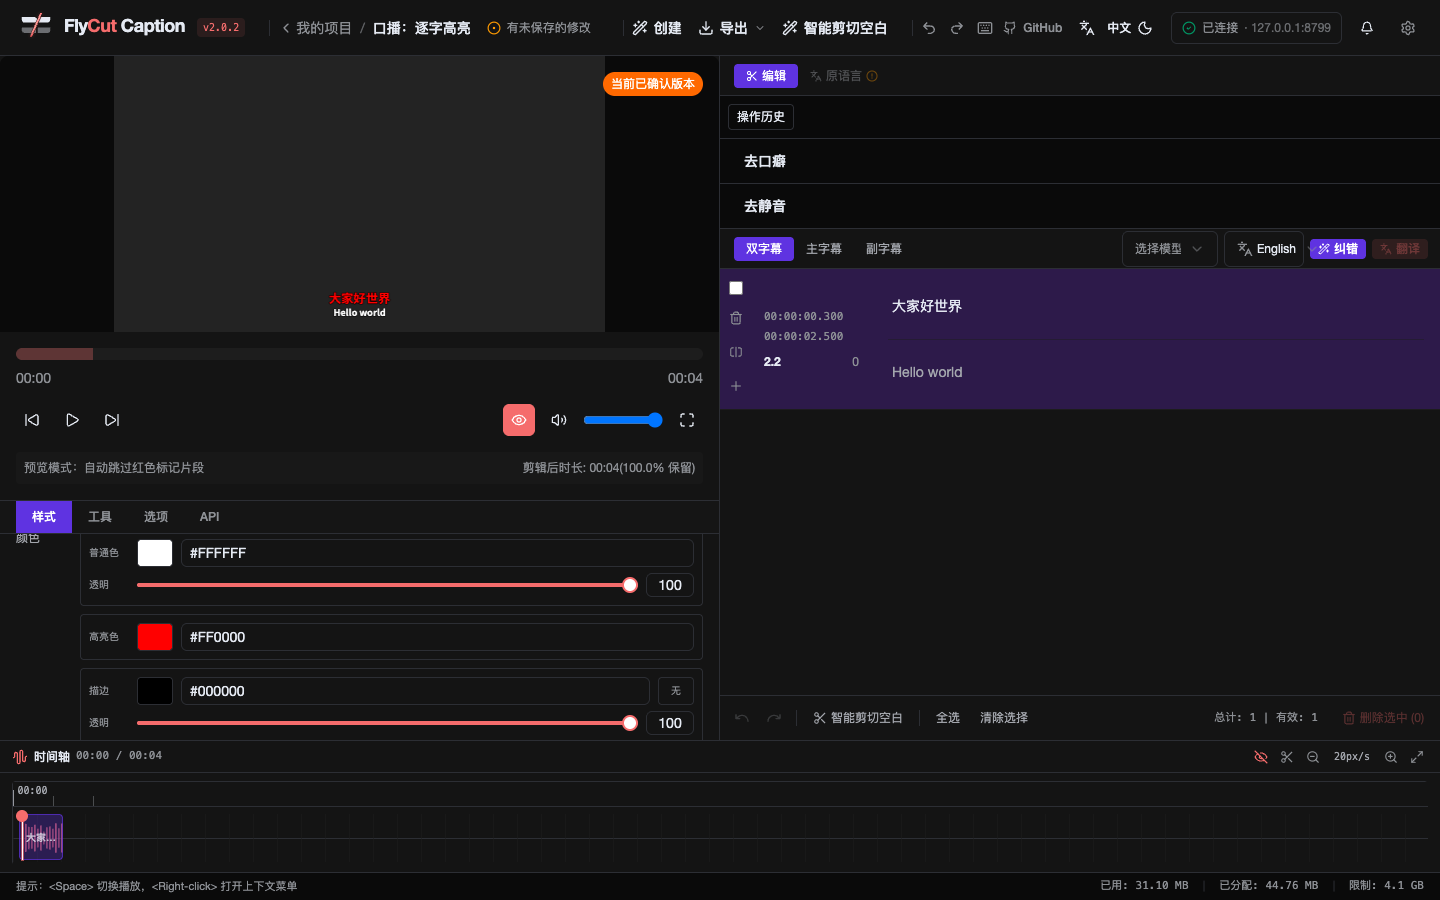 FlyCut Caption v2.0.2 我的项目 / 口播：逐字高亮 有未保存的修改 创建 导出 智能剪切空白 GitHub 中文 已连接 · 127.0.0.1:8799
当前已确认版本
大家好世界
Hello world
00:00 00:04
预览模式：自动跳过红色标记片段 剪辑后时长: 00:04(100.0% 保留)
样式 工具 选项 API
颜色
普通色 #FFFFFF
透明 100
高亮色 #FF0000
描边 #000000 无
透明 100
编辑 原语言
操作历史
去口癖
去静音
双字幕 主字幕 副字幕 选择模型 English 纠错 翻译
00:00:00.300
00:00:02.500
2.2 0
大家好世界
Hello world
智能剪切空白 全选 清除选择 总计: 1 | 有效: 1 删除选中 (0)
时间轴 00:00 / 00:04 20px/s
00:00
大家...
提示：<Space> 切换播放，<Right-click> 打开上下文菜单 已用: 31.10 MB 已分配: 44.76 MB 限制: 4.1 GB